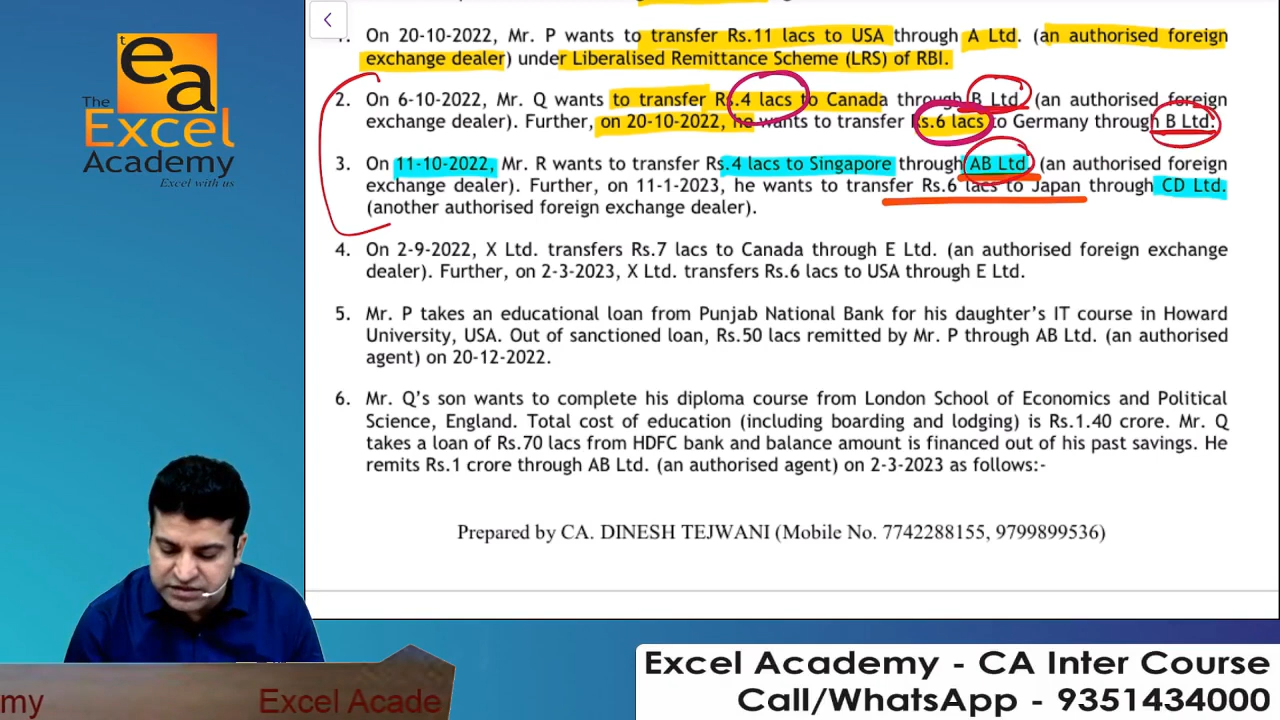 t
ea
The
Excel
Academy
Excel with us
1. On 20-10-2022, Mr. P wants to transfer Rs.11 lacs to USA through A Ltd. (an authorised foreign
exchange dealer) under Liberalised Remittance Scheme (LRS) of RBI.
2. On 6-10-2022, Mr. Q wants to transfer Rs.4 lacs to Canada through B Ltd. (an authorised foreign
exchange dealer). Further, on 20-10-2022, he wants to transfer Rs.6 lacs to Germany through B Ltd.
3. On 11-10-2022, Mr. R wants to transfer Rs.4 lacs to Singapore through AB Ltd. (an authorised foreign
exchange dealer). Further, on 11-1-2023, he wants to transfer Rs.6 lacs to Japan through CD Ltd.
(another authorised foreign exchange dealer).
4. On 2-9-2022, X Ltd. transfers Rs.7 lacs to Canada through E Ltd. (an authorised foreign exchange
dealer). Further, on 2-3-2023, X Ltd. transfers Rs.6 lacs to USA through E Ltd.
5. Mr. P takes an educational loan from Punjab National Bank for his daughter's IT course in Howard
University, USA. Out of sanctioned loan, Rs.50 lacs remitted by Mr. P through AB Ltd. (an authorised
agent) on 20-12-2022.
6. Mr. Q's son wants to complete his diploma course from London School of Economics and Political
Science, England. Total cost of education (including boarding and lodging) is Rs.1.40 crore. Mr. Q
takes a loan of Rs.70 lacs from HDFC bank and balance amount is financed out of his past savings. He
remits Rs.1 crore through AB Ltd. (an authorised agent) on 2-3-2023 as follows:-
Prepared by CA. DINESH TEJWANI (Mobile No. 7742288155, 9799899536)
my Excel Acade
Excel Academy - CA Inter Course
Call/WhatsApp - 9351434000